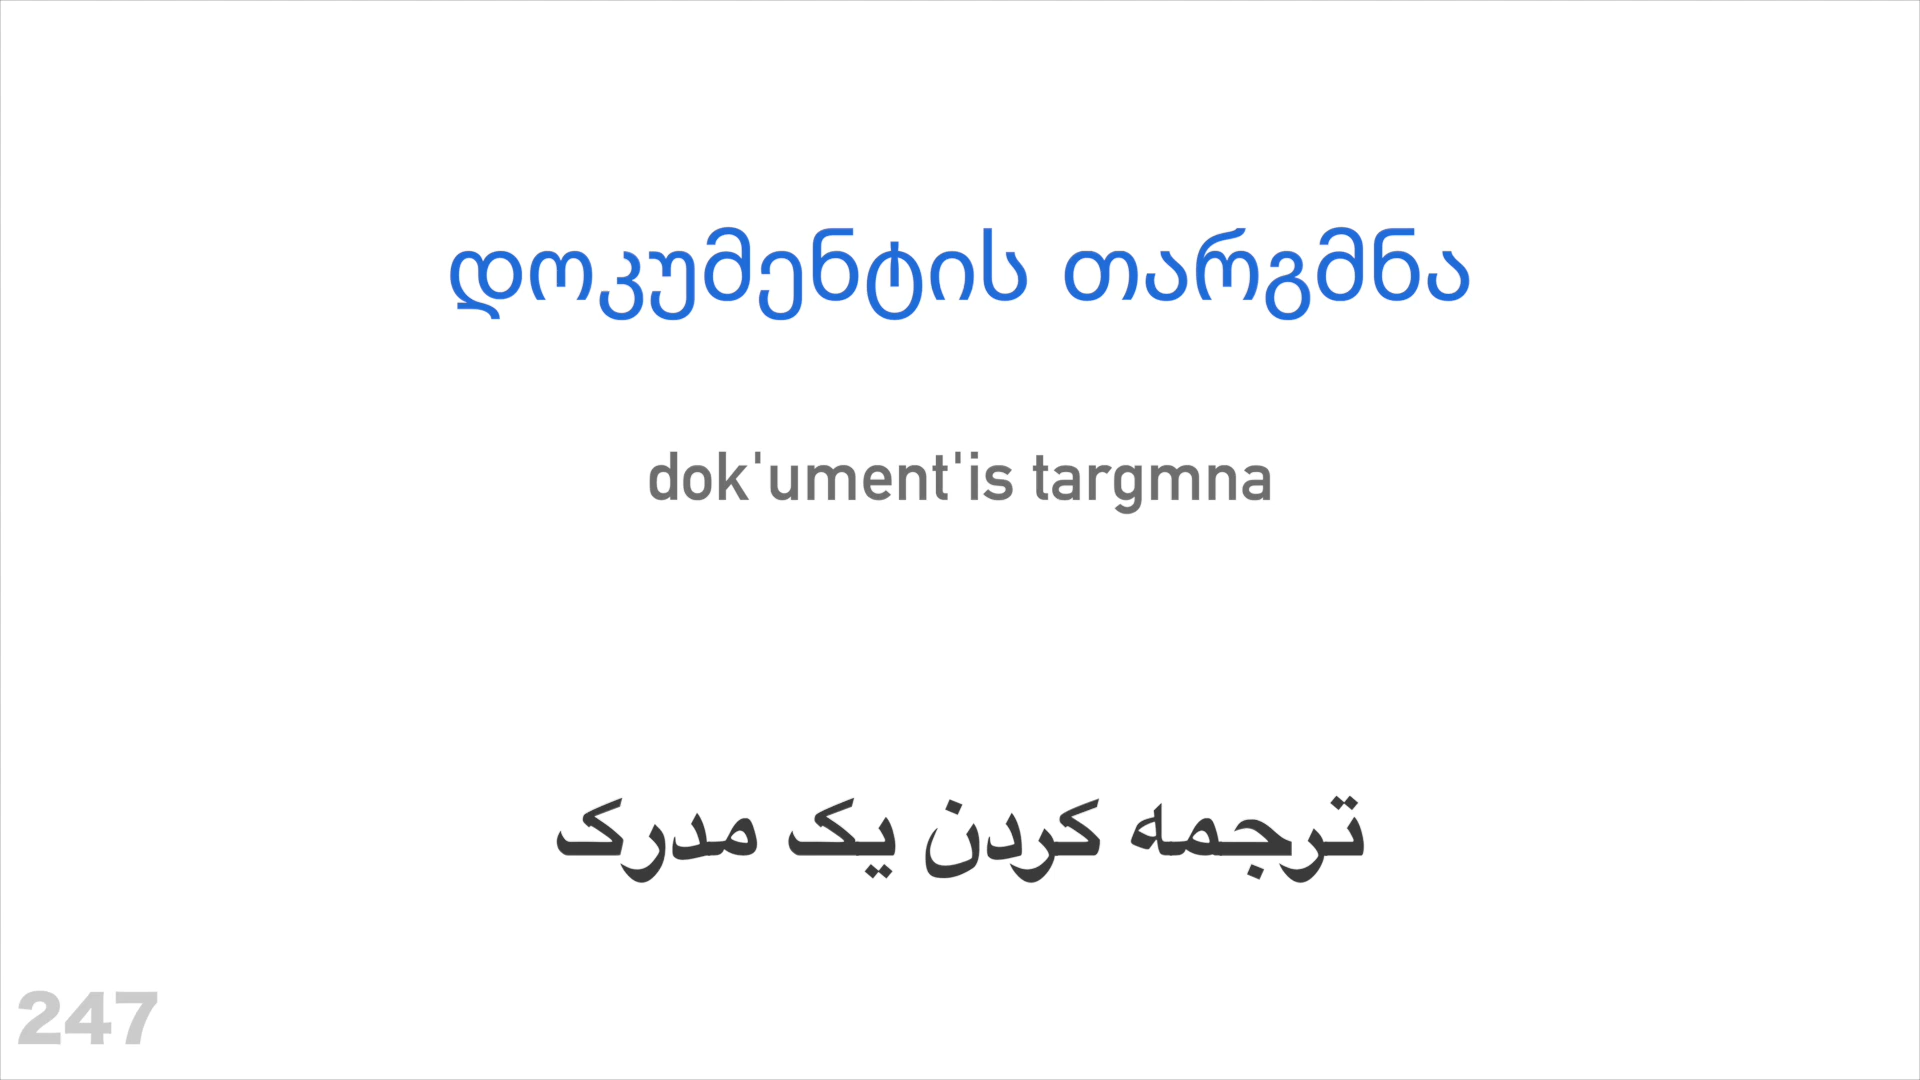 დოკუმენტის თარგმნა
dok'ument'is targmna
ترجمه کردن یک مدرک
247